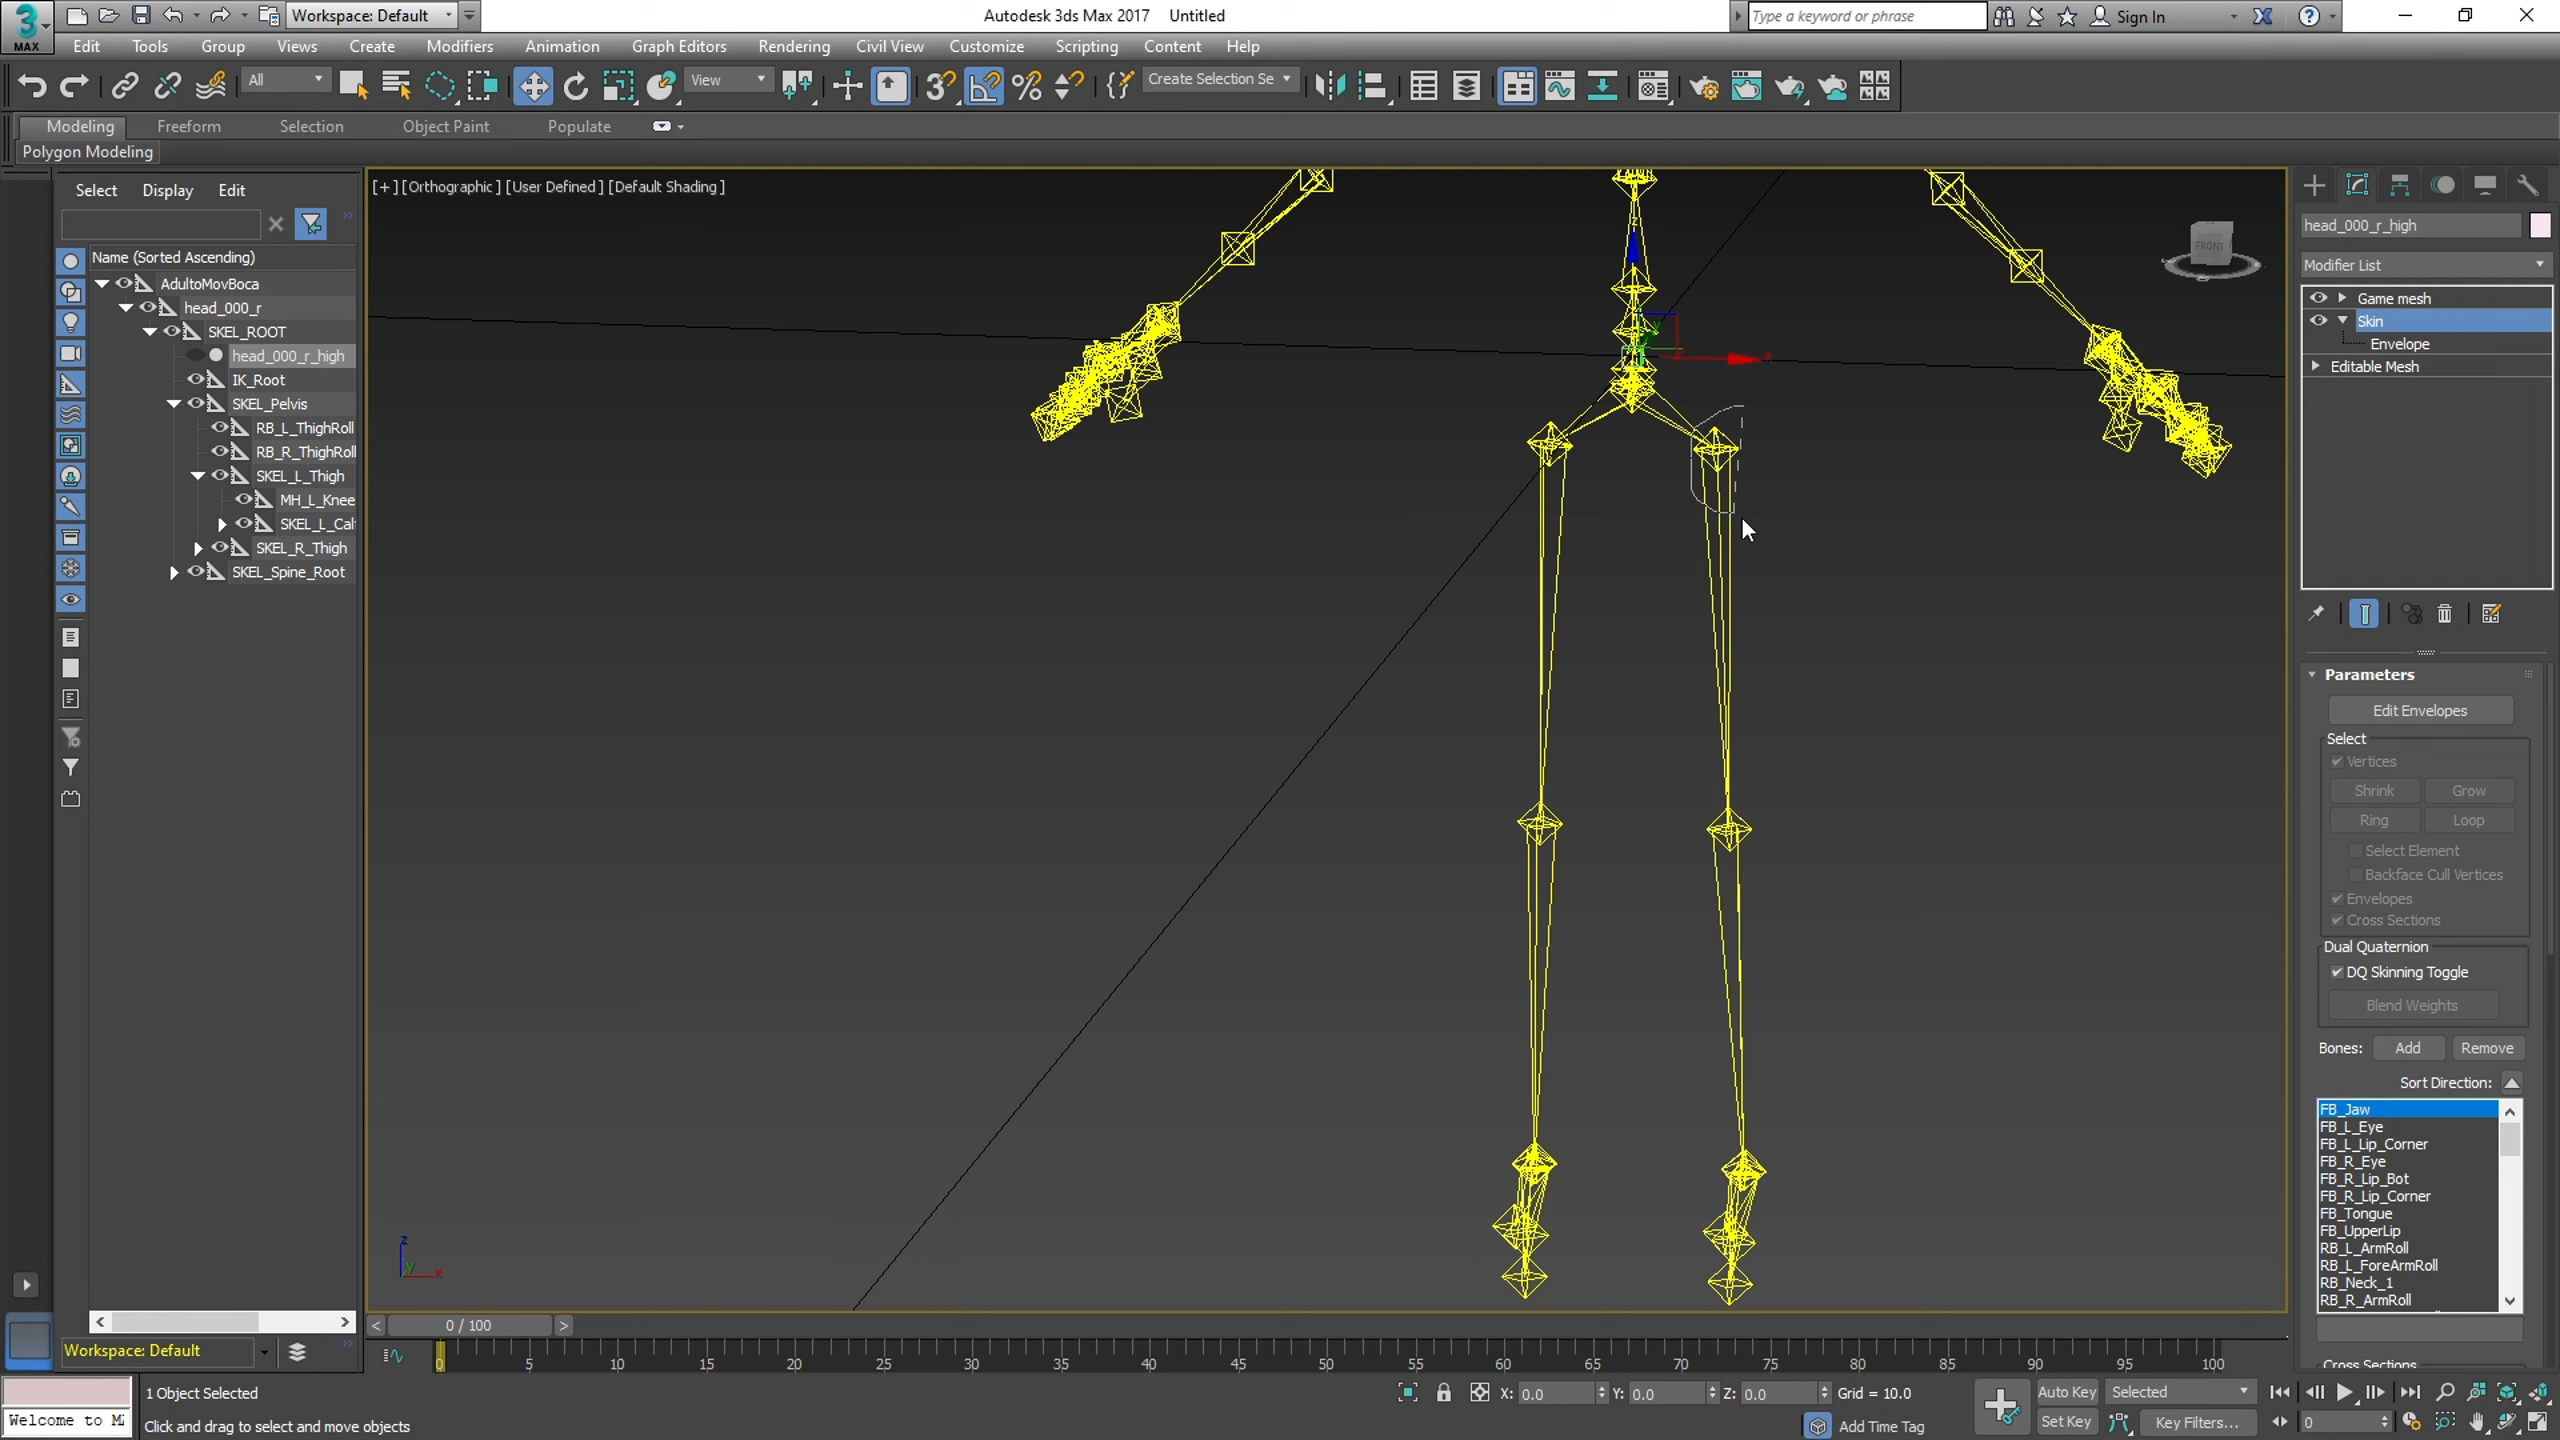 Workspace: Default
Autodesk 3ds Max 2017 Untitled
Type a keyword or phrase
Sign In
MAX
Edit Tools Group Views Create Modifiers Animation Graph Editors Rendering Civil View Customize Scripting Content Help
All
View
Create Selection Se
Modeling Freeform Selection Object Paint Populate
Polygon Modeling
Select Display Edit
Name (Sorted Ascending)
AdultoMovBoca
head_000_r
SKEL_ROOT
head_000_r_high
IK_Root
SKEL_Pelvis
RB_L_ThighRoll
RB_R_ThighRoll
SKEL_L_Thigh
MH_L_Knee
SKEL_L_Cal
SKEL_R_Thigh
SKEL_Spine_Root
[+] [Orthographic] [User Defined] [Default Shading]
FRONT
z
x
y
z
y
x
head_000_r_high
Modifier List
Game mesh
Skin
Envelope
Editable Mesh
Parameters
Edit Envelopes
Select
Vertices
Shrink Grow
Ring Loop
Select Element
Backface Cull Vertices
Envelopes
Cross Sections
Dual Quaternion
DQ Skinning Toggle
Blend Weights
Bones: Add Remove
Sort Direction:
FB_Jaw
FB_L_Eye
FB_L_Lip_Corner
FB_R_Eye
FB_R_Lip_Bot
FB_R_Lip_Corner
FB_Tongue
FB_UpperLip
RB_L_ArmRoll
RB_L_ForeArmRoll
RB_Neck_1
RB_R_ArmRoll
Cross Sections
0 / 100
Workspace: Default
0 5 10 15 20 25 30 35 40 45 50 55 60 65 70 75 80 85 90 95 100
1 Object Selected
X: 0.0 Y: 0.0 Z: 0.0 Grid = 10.0
Auto Key Selected
Welcome to M
Click and drag to select and move objects
Add Time Tag
Set Key Key Filters...
0